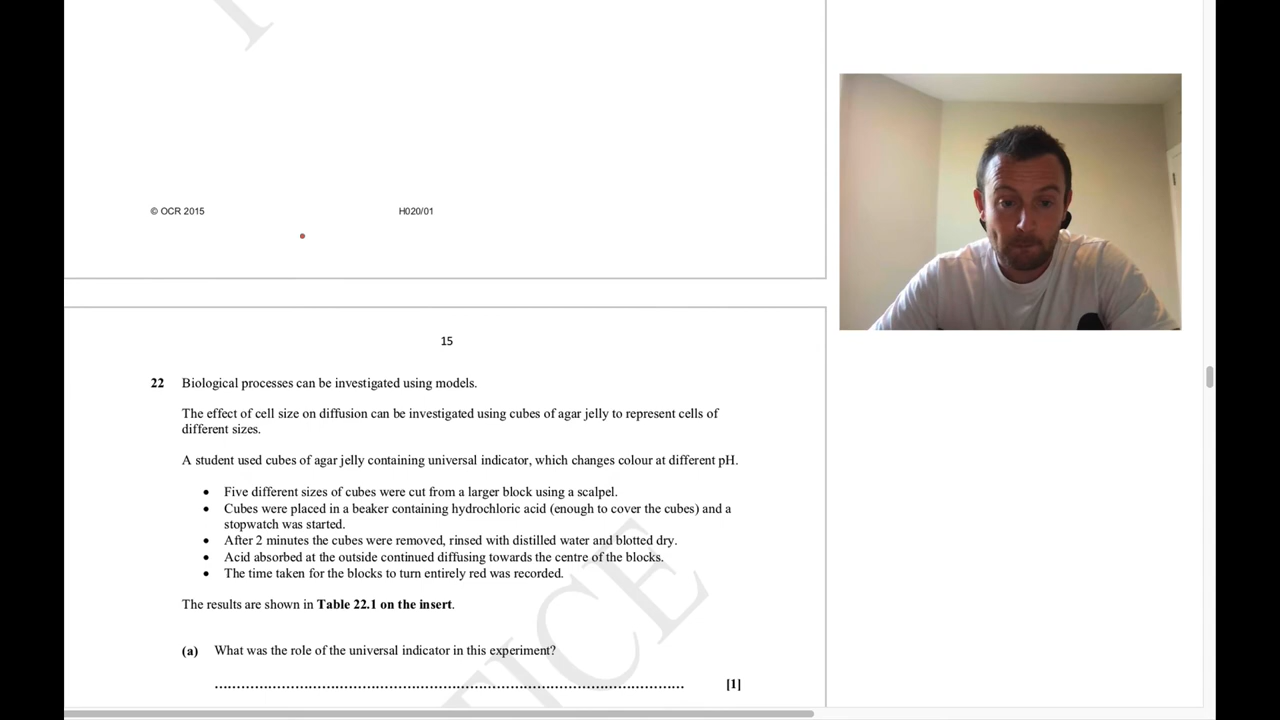 © OCR 2015 H020/01
15
22 Biological processes can be investigated using models.
The effect of cell size on diffusion can be investigated using cubes of agar jelly to represent cells of
different sizes.
A student used cubes of agar jelly containing universal indicator, which changes colour at different pH.
• Five different sizes of cubes were cut from a larger block using a scalpel.
• Cubes were placed in a beaker containing hydrochloric acid (enough to cover the cubes) and a
stopwatch was started.
• After 2 minutes the cubes were removed, rinsed with distilled water and blotted dry.
• Acid absorbed at the outside continued diffusing towards the centre of the blocks.
• The time taken for the blocks to turn entirely red was recorded.
The results are shown in Table 22.1 on the insert.
(a) What was the role of the universal indicator in this experiment?
[1]